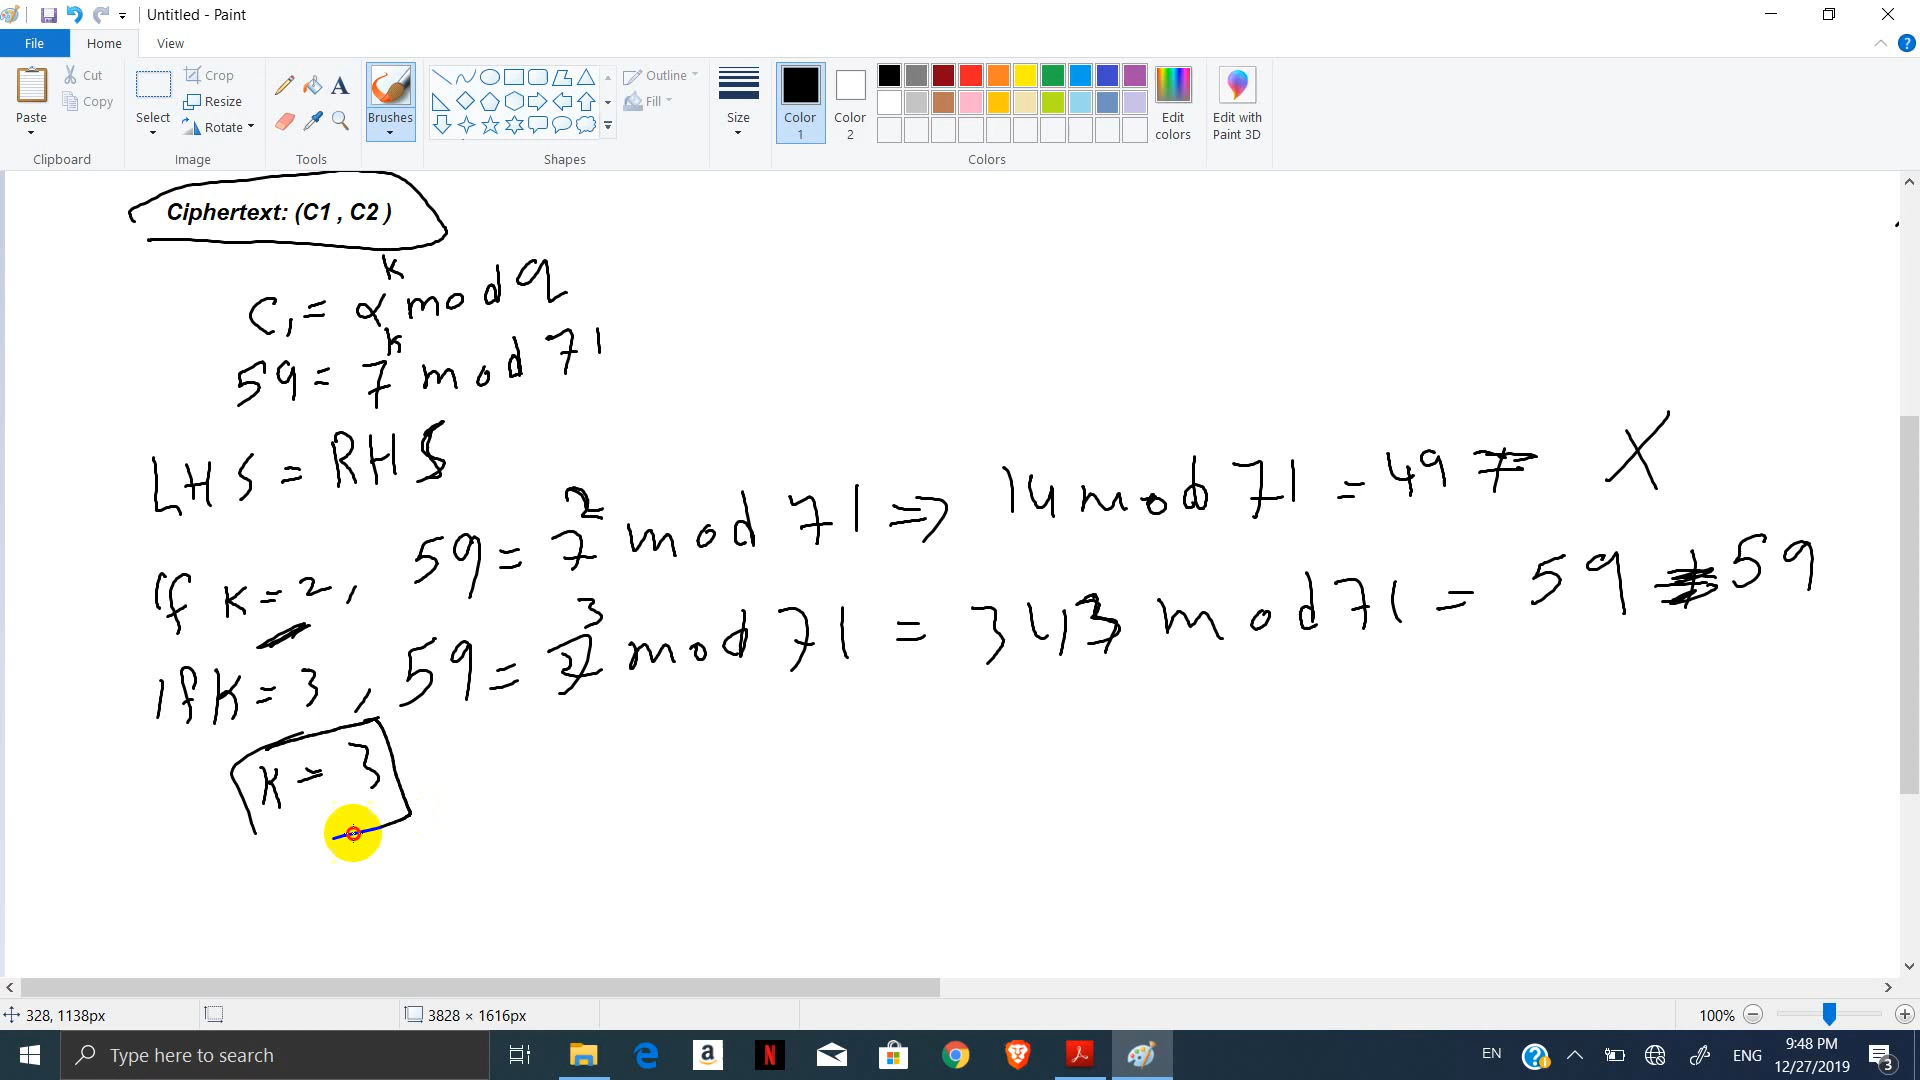 Untitled - Paint
File Home View
Paste Cut Copy Select Crop Resize Rotate Brushes Outline Fill Size Color 1 Color 2 Edit colors Edit with Paint 3D
Clipboard Image Tools Shapes Colors
Ciphertext: (C1 , C2 )
C₁ = α^k mod q
59 = 7^k mod 71
LHS = RHS
If K = 2, 59 = 7² mod 71 ⇒ 14 mod 71 = 49 ≠ X
If K = 3, 59 = 7³ mod 71 = 343 mod 71 = 59 59
K = 3
328, 1138px 3828 × 1616px 100%
Type here to search EN ENG 9:48 PM 12/27/2019 3